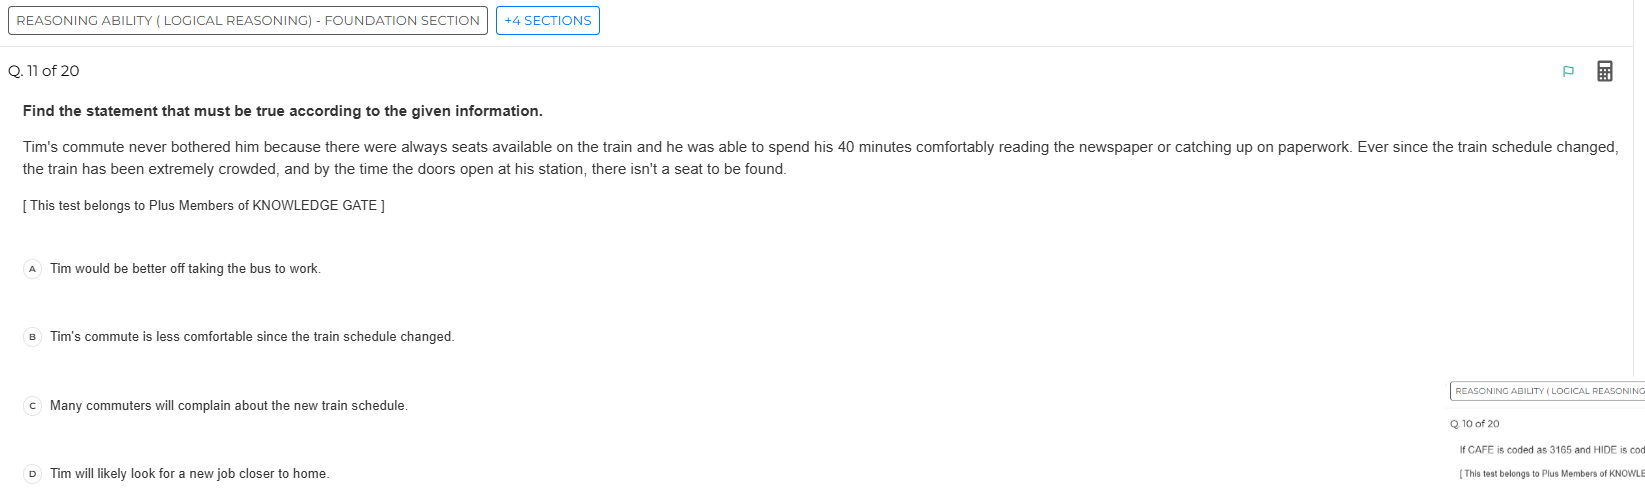 REASONING ABILITY ( LOGICAL REASONING) - FOUNDATION SECTION
+4 SECTIONS
Q. 11 of 20
Find the statement that must be true according to the given information.
Tim's commute never bothered him because there were always seats available on the train and he was able to spend his 40 minutes comfortably reading the newspaper or catching up on paperwork. Ever since the train schedule changed,
the train has been extremely crowded, and by the time the doors open at his station, there isn't a seat to be found.
[ This test belongs to Plus Members of KNOWLEDGE GATE ]
A Tim would be better off taking the bus to work.
B Tim's commute is less comfortable since the train schedule changed.
C Many commuters will complain about the new train schedule.
D Tim will likely look for a new job closer to home.
REASONING ABILITY ( LOGICAL REASONING
Q. 10 of 20
If CAFE is coded as 3165 and HIDE is cod
[ This test belongs to Plus Members of KNOWLE